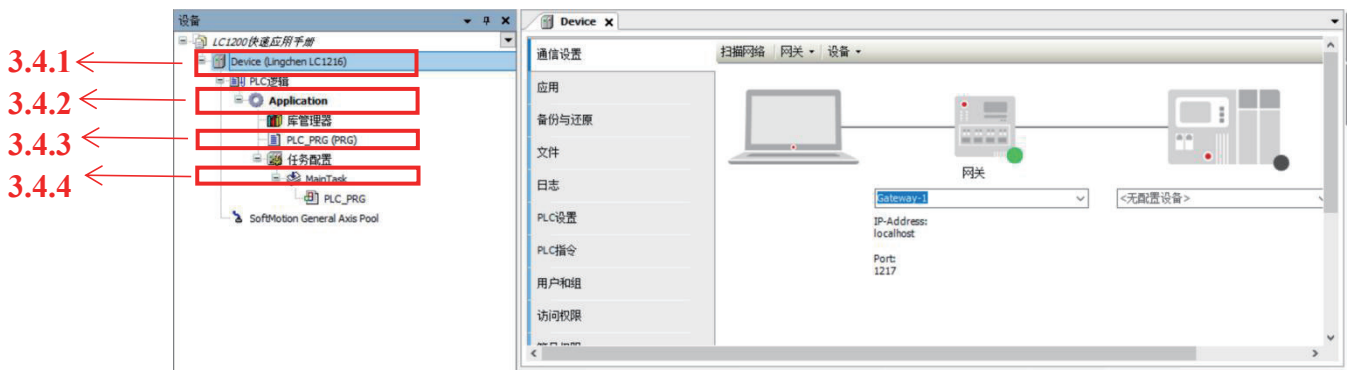 3.4.1
3.4.2
3.4.3
3.4.4
设备
LC1200快速应用手册
Device (Lingchen LC1216)
PLC逻辑
Application
库管理器
PLC_PRG (PRG)
任务配置
MainTask
PLC_PRG
SoftMotion General Axis Pool
Device
通信设置
应用
备份与还原
文件
日志
PLC设置
PLC指令
用户和组
访问权限
扫描网络 网关 设备
网关
Gateway-1
<无配置设备>
IP-Address:
localhost
Port:
1217